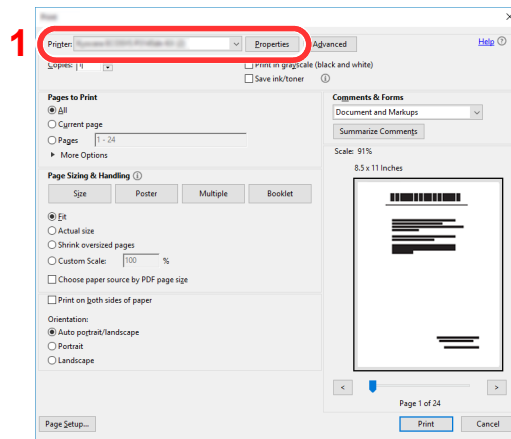 Print
1
Printer:
Properties
Advanced
Help
Copies:
Print in grayscale (black and white)
Save ink/toner
Pages to Print
All
Current page
Pages 1 - 24
More Options
Page Sizing & Handling
Size Poster Multiple Booklet
Fit
Actual size
Shrink oversized pages
Custom Scale: 100 %
Choose paper source by PDF page size
Print on both sides of paper
Orientation:
Auto portrait/landscape
Portrait
Landscape
Comments & Forms
Document and Markups
Summarize Comments
Scale: 91%
8.5 x 11 Inches
<
>
Page 1 of 24
Page Setup...
Print
Cancel